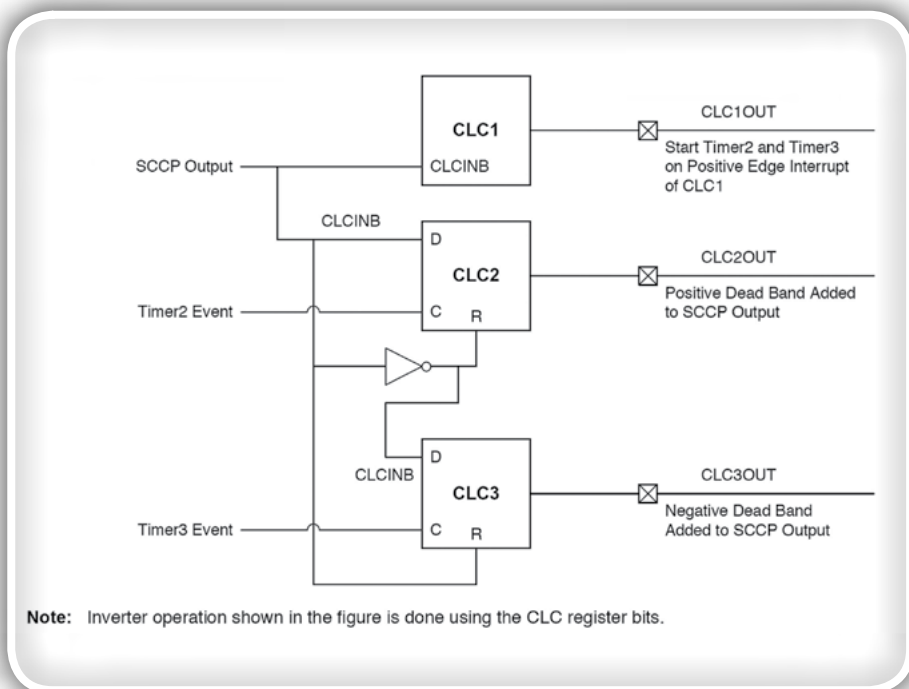 CLC1
CLCINB
SCCP Output
CLC1OUT
Start Timer2 and Timer3
on Positive Edge Interrupt
of CLC1
CLCINB
D
CLC2
C
R
Timer2 Event
CLC2OUT
Positive Dead Band Added
to SCCP Output
CLCINB
D
CLC3
C
R
Timer3 Event
CLC3OUT
Negative Dead Band
Added to SCCP Output
Note: Inverter operation shown in the figure is done using the CLC register bits.